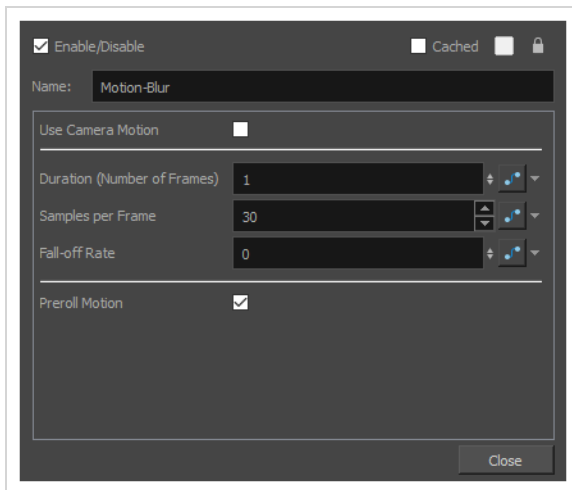 Enable/Disable Cached
Name: Motion-Blur
Use Camera Motion
Duration (Number of Frames) 1
Samples per Frame 30
Fall-off Rate 0
Preroll Motion
Close